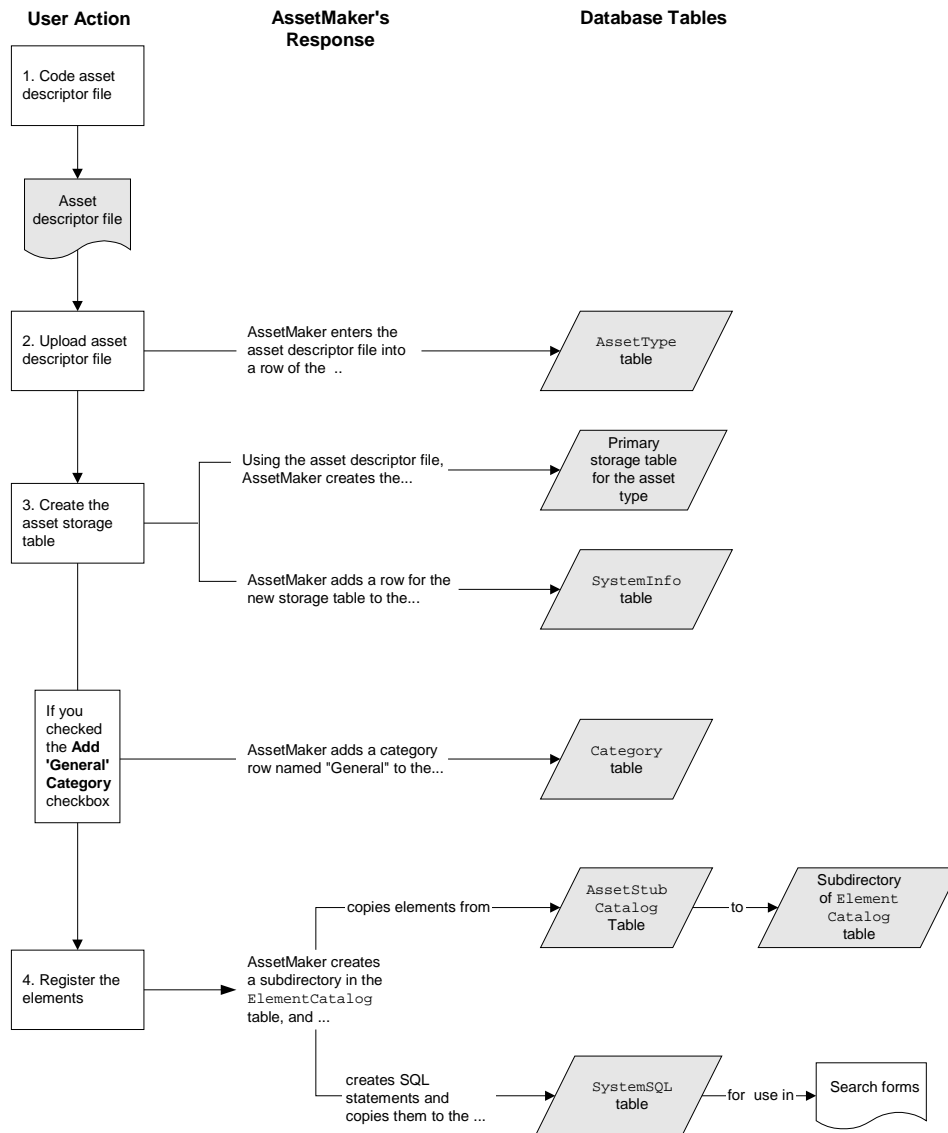 User Action
AssetMaker's
Response
Database Tables
1. Code asset
descriptor file
Asset
descriptor file
2. Upload asset
descriptor file
AssetMaker enters the
asset descriptor file into
a row of the ..
AssetType
table
Using the asset descriptor file,
AssetMaker creates the...
Primary
storage table
for the asset
type
3. Create the
asset storage
table
AssetMaker adds a row for the
new storage table to the...
SystemInfo
table
If you
checked
the Add
'General'
Category
checkbox
AssetMaker adds a category
row named "General" to the...
Category
table
copies elements from
AssetStub
Catalog
Table
to
Subdirectory
of Element
Catalog
table
4. Register the
elements
AssetMaker creates
a subdirectory in the
ElementCatalog
table, and ...
creates SQL
statements and
copies them to the ...
SystemSQL
table
for use in
Search forms